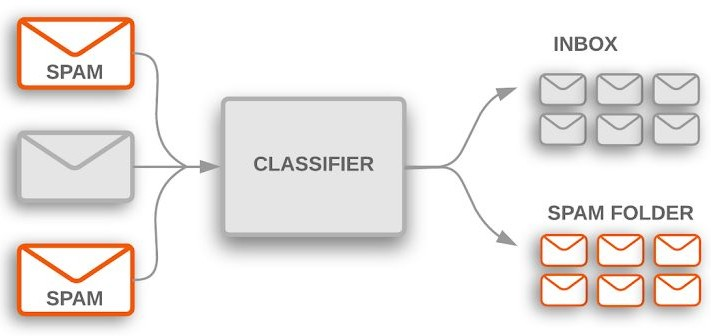 SPAM
SPAM
CLASSIFIER
INBOX
SPAM FOLDER